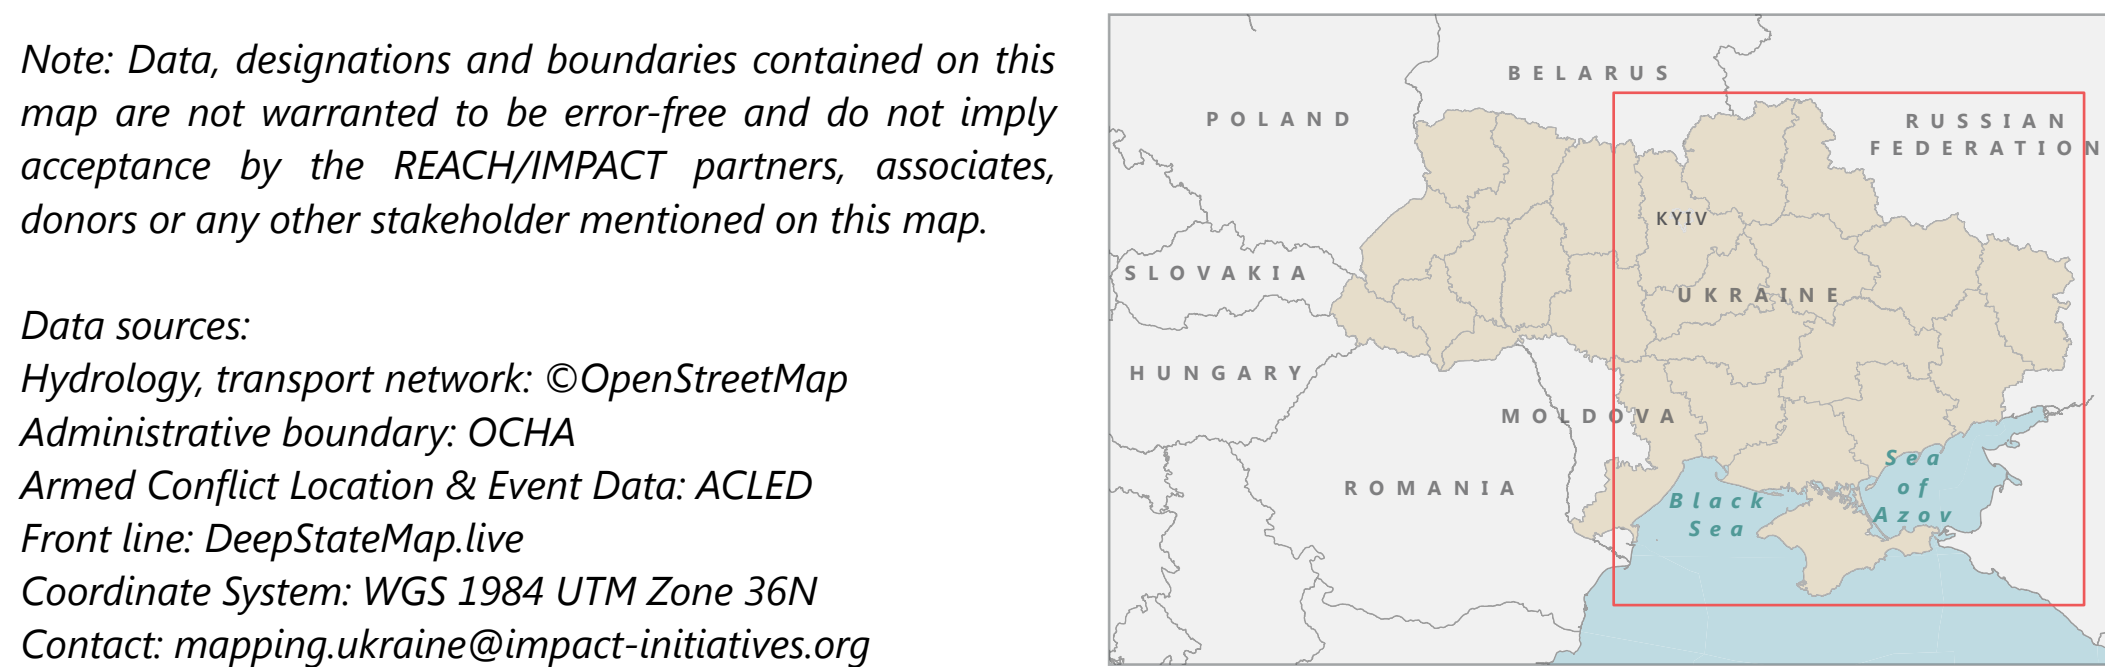 Note: Data, designations and boundaries contained on this
map are not warranted to be error-free and do not imply
acceptance by the REACH/IMPACT partners, associates,
donors or any other stakeholder mentioned on this map.
Data sources:
Hydrology, transport network: ©OpenStreetMap
Administrative boundary: OCHA
Armed Conflict Location & Event Data: ACLED
Front line: DeepStateMap.live
Coordinate System: WGS 1984 UTM Zone 36N
Contact: mapping.ukraine@impact-initiatives.org
BELARUS
POLAND
RUSSIAN
FEDERATION
KYIV
SLOVAKIA
UKRAINE
HUNGARY
MOLDOVA
ROMANIA
Sea
of
Azov
Black
Sea